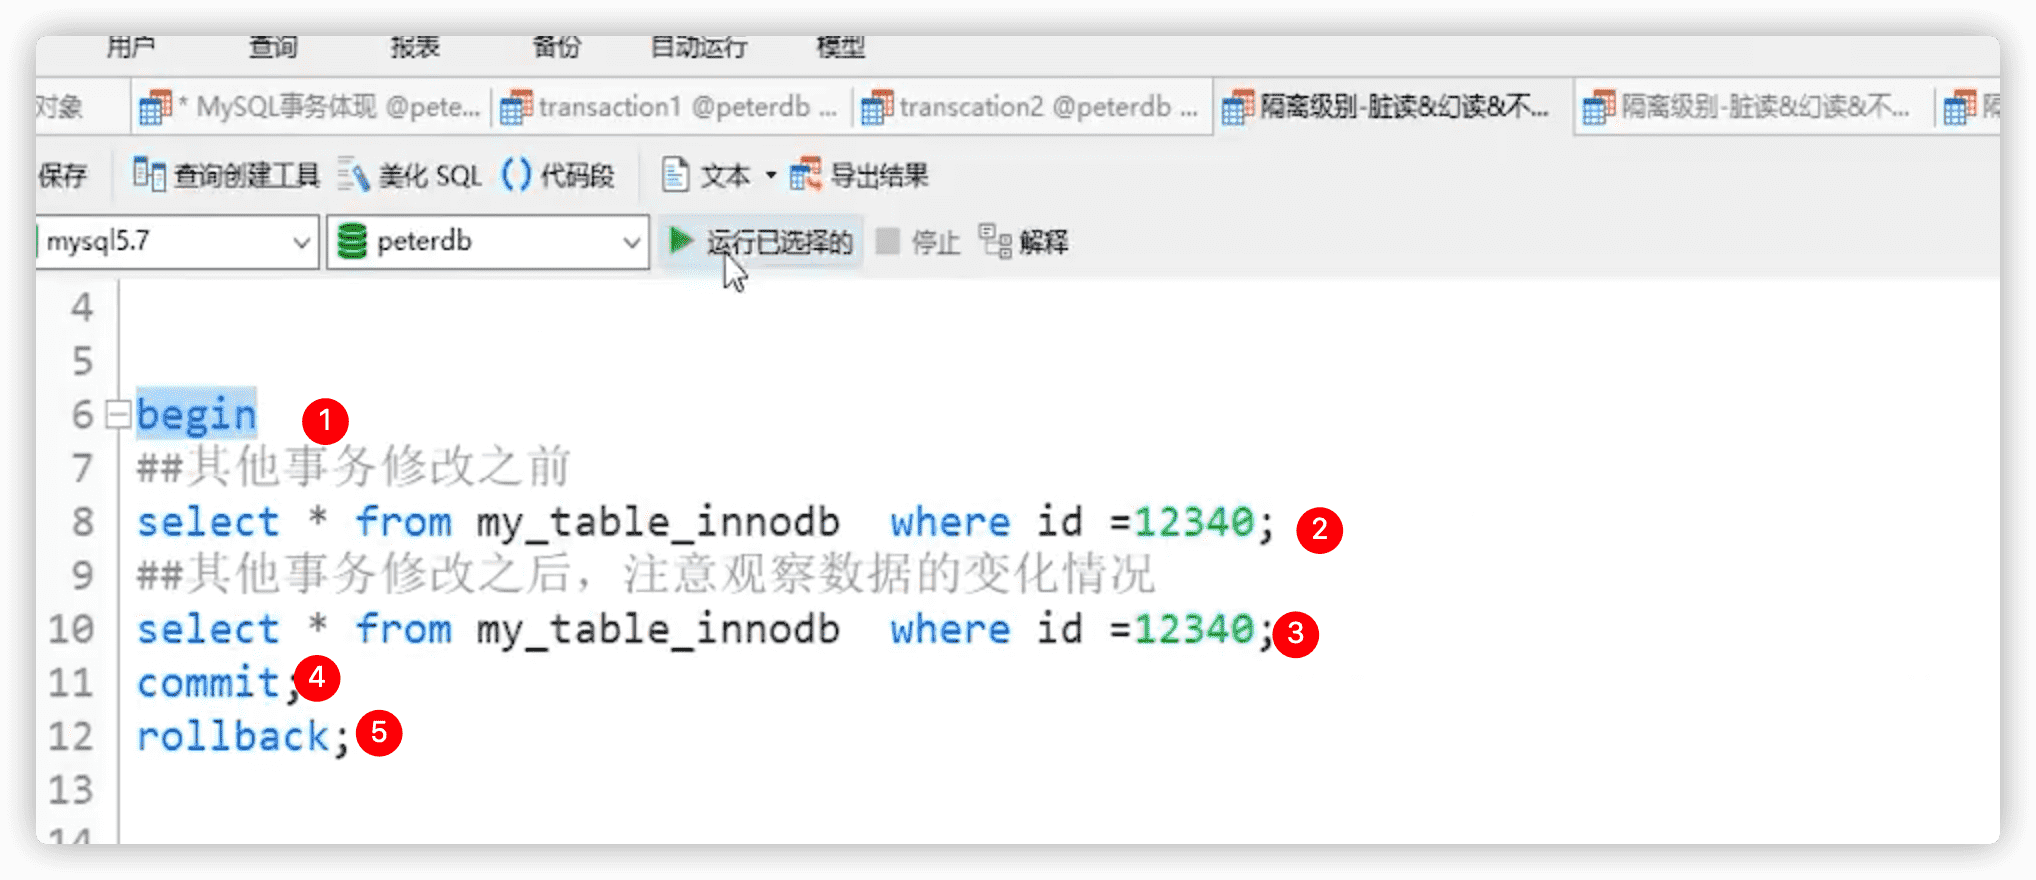 用户 查询 报表 备份 自动运行 模型
对象 * MySQL事务体现 @pete... transaction1 @peterdb ... transcation2 @peterdb ... 隔离级别-脏读&幻读&不... 隔离级别-脏读&幻读&不... 隔
保存 查询创建工具 美化 SQL () 代码段 文本 导出结果
mysql5.7 peterdb 运行已选择的 停止 解释
4
5
6 begin 1
7 ##其他事务修改之前
8 select * from my_table_innodb where id =12340; 2
9 ##其他事务修改之后，注意观察数据的变化情况
10 select * from my_table_innodb where id =12340; 3
11 commit; 4
12 rollback; 5
13
14